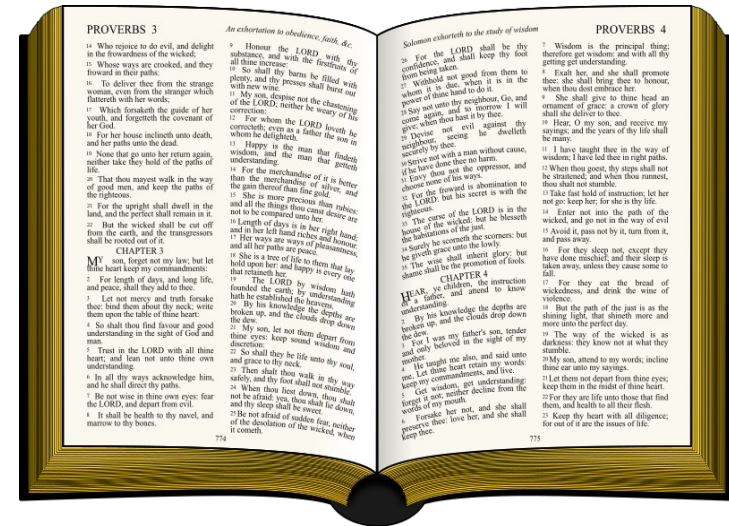 PROVERBS 3
An exhortation to obedience, faith, &c.
14 Who rejoice to do evil, and delight
in the frowardness of the wicked;
15 Whose ways are crooked, and they
froward in their paths:
16 To deliver thee from the strange
woman, even from the stranger which
flattereth with her words;
17 Which forsaketh the guide of her
youth, and forgetteth the covenant of
her God.
18 For her house inclineth unto death,
and her paths unto the dead.
19 None that go unto her return again,
neither take they hold of the paths of
life.
20 That thou mayest walk in the way
of good men, and keep the paths of
the righteous.
21 For the upright shall dwell in the
land, and the perfect shall remain in it.
22 But the wicked shall be cut off
from the earth, and the transgressors
shall be rooted out of it.
CHAPTER 3
MY son, forget not my law; but let
thine heart keep my commandments:
2 For length of days, and long life,
and peace, shall they add to thee.
3 Let not mercy and truth forsake
thee: bind them about thy neck; write
them upon the table of thine heart:
4 So shalt thou find favour and good
understanding in the sight of God and
man.
5 Trust in the LORD with all thine
heart; and lean not unto thine own
understanding.
6 In all thy ways acknowledge him,
and he shall direct thy paths.
7 Be not wise in thine own eyes: fear
the LORD, and depart from evil.
8 It shall be health to thy navel, and
marrow to thy bones.
9 Honour the LORD with thy
substance, and with the firstfruits of
all thine increase:
10 So shall thy barns be filled with
plenty, and thy presses shall burst out
with new wine.
11 My son, despise not the chastening
of the LORD; neither be weary of his
correction:
12 For whom the LORD loveth he
correcteth; even as a father the son in
whom he delighteth.
13 Happy is the man that findeth
wisdom, and the man that getteth
understanding.
14 For the merchandise of it is better
than the merchandise of silver, and
the gain thereof than fine gold.
15 She is more precious than rubies:
and all the things thou canst desire are
not to be compared unto her.
16 Length of days is in her right hand;
and in her left hand riches and honour.
17 Her ways are ways of pleasantness,
and all her paths are peace.
18 She is a tree of life to them that lay
hold upon her: and happy is every one
that retaineth her.
19 The LORD by wisdom hath
founded the earth; by understanding
hath he established the heavens.
20 By his knowledge the depths are
broken up, and the clouds drop down
the dew.
21 My son, let not them depart from
thine eyes: keep sound wisdom and
discretion:
22 So shall they be life unto thy soul,
and grace to thy neck.
23 Then shalt thou walk in thy way
safely, and thy foot shall not stumble.
24 When thou liest down, thou shalt
not be afraid: yea, thou shalt lie down,
and thy sleep shall be sweet.
25 Be not afraid of sudden fear, neither
of the desolation of the wicked, when
it cometh.
774
Solomon exhorteth to the study of wisdom
PROVERBS 4
26 For the LORD shall be thy
confidence, and shall keep thy foot
from being taken.
27 Withhold not good from them to
whom it is due, when it is in the
power of thine hand to do it.
28 Say not unto thy neighbour, Go, and
come again, and to morrow I will
give; when thou hast it by thee.
29 Devise not evil against thy
neighbour, seeing he dwelleth
securely by thee.
30 Strive not with a man without cause,
if he have done thee no harm.
31 Envy thou not the oppressor, and
choose none of his ways.
32 For the froward is abomination to
the LORD: but his secret is with the
righteous.
33 The curse of the LORD is in the
house of the wicked: but he blesseth
the habitations of the just.
34 Surely he scorneth the scorners: but
he giveth grace unto the lowly.
35 The wise shall inherit glory: but
shame shall be the promotion of fools.
CHAPTER 4
HEAR, ye children, the instruction
of a father, and attend to know
understanding.
2 By his knowledge the depths are
broken up, and the clouds drop down
the dew.
3 For I was my father's son, tender
and only beloved in the sight of my
mother.
4 He taught me also, and said unto
me, Let thine heart retain my words:
keep my commandments, and live.
5 Get wisdom, get understanding:
forget it not; neither decline from the
words of my mouth.
6 Forsake her not, and she shall
preserve thee: love her, and she shall
keep thee.
7 Wisdom is the principal thing;
therefore get wisdom: and with all thy
getting get understanding.
8 Exalt her, and she shall promote
thee: she shall bring thee to honour,
when thou dost embrace her.
9 She shall give to thine head an
ornament of grace: a crown of glory
shall she deliver to thee.
10 Hear, O my son, and receive my
sayings; and the years of thy life shall
be many.
11 I have taught thee in the way of
wisdom; I have led thee in right paths.
12 When thou goest, thy steps shall not
be straitened; and when thou runnest,
thou shalt not stumble.
13 Take fast hold of instruction; let her
not go: keep her; for she is thy life.
14 Enter not into the path of the
wicked, and go not in the way of evil
15 Avoid it, pass not by it, turn from it,
and pass away.
16 For they sleep not, except they
have done mischief; and their sleep is
taken away, unless they cause some to
fall.
17 For they eat the bread of
wickedness, and drink the wine of
violence.
18 But the path of the just is as the
shining light, that shineth more and
more unto the perfect day.
19 The way of the wicked is as
darkness: they know not at what they
stumble.
20 My son, attend to my words; incline
thine ear unto my sayings.
21 Let them not depart from thine eyes;
keep them in the midst of thine heart.
22 For they are life unto those that find
them, and health to all their flesh.
23 Keep thy heart with all diligence;
for out of it are the issues of life.
775